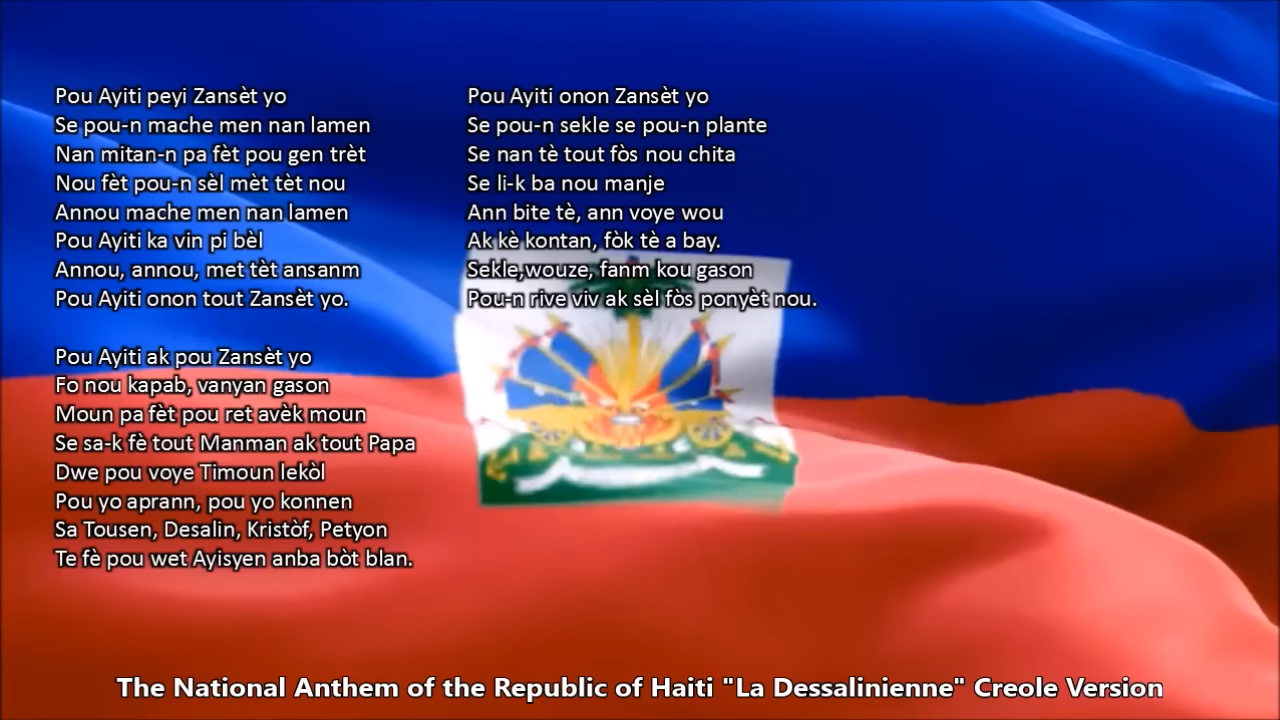 Pou Ayiti peyi Zansèt yo
Se pou-n mache men nan lamen
Nan mitan-n pa fèt pou gen trèt
Nou fèt pou-n sèl mèt tèt nou
Annou mache men nan lamen
Pou Ayiti ka vin pi bèl
Annou, annou, met tèt ansanm
Pou Ayiti onon tout Zansèt yo.
Pou Ayiti ak pou Zansèt yo
Fo nou kapab, vanyan gason
Moun pa fèt pou ret avèk moun
Se sa-k fè tout Manman ak tout Papa
Dwe pou voye Timoun lekòl
Pou yo aprann, pou yo konnen
Sa Tousen, Desalin, Kristòf, Petyon
Te fè pou wet Ayisyen anba bòt blan.
Pou Ayiti onon Zansèt yo
Se pou-n sekle se pou-n plante
Se nan tè tout fòs nou chita
Se li-k ba nou manje
Ann bite tè, ann voye wou
Ak kè kontan, fòk tè a bay.
Sekle,wouze, fanm kou gason
Pou-n rive viv ak sèl fòs ponyèt nou.
The National Anthem of the Republic of Haiti "La Dessalinienne" Creole Version